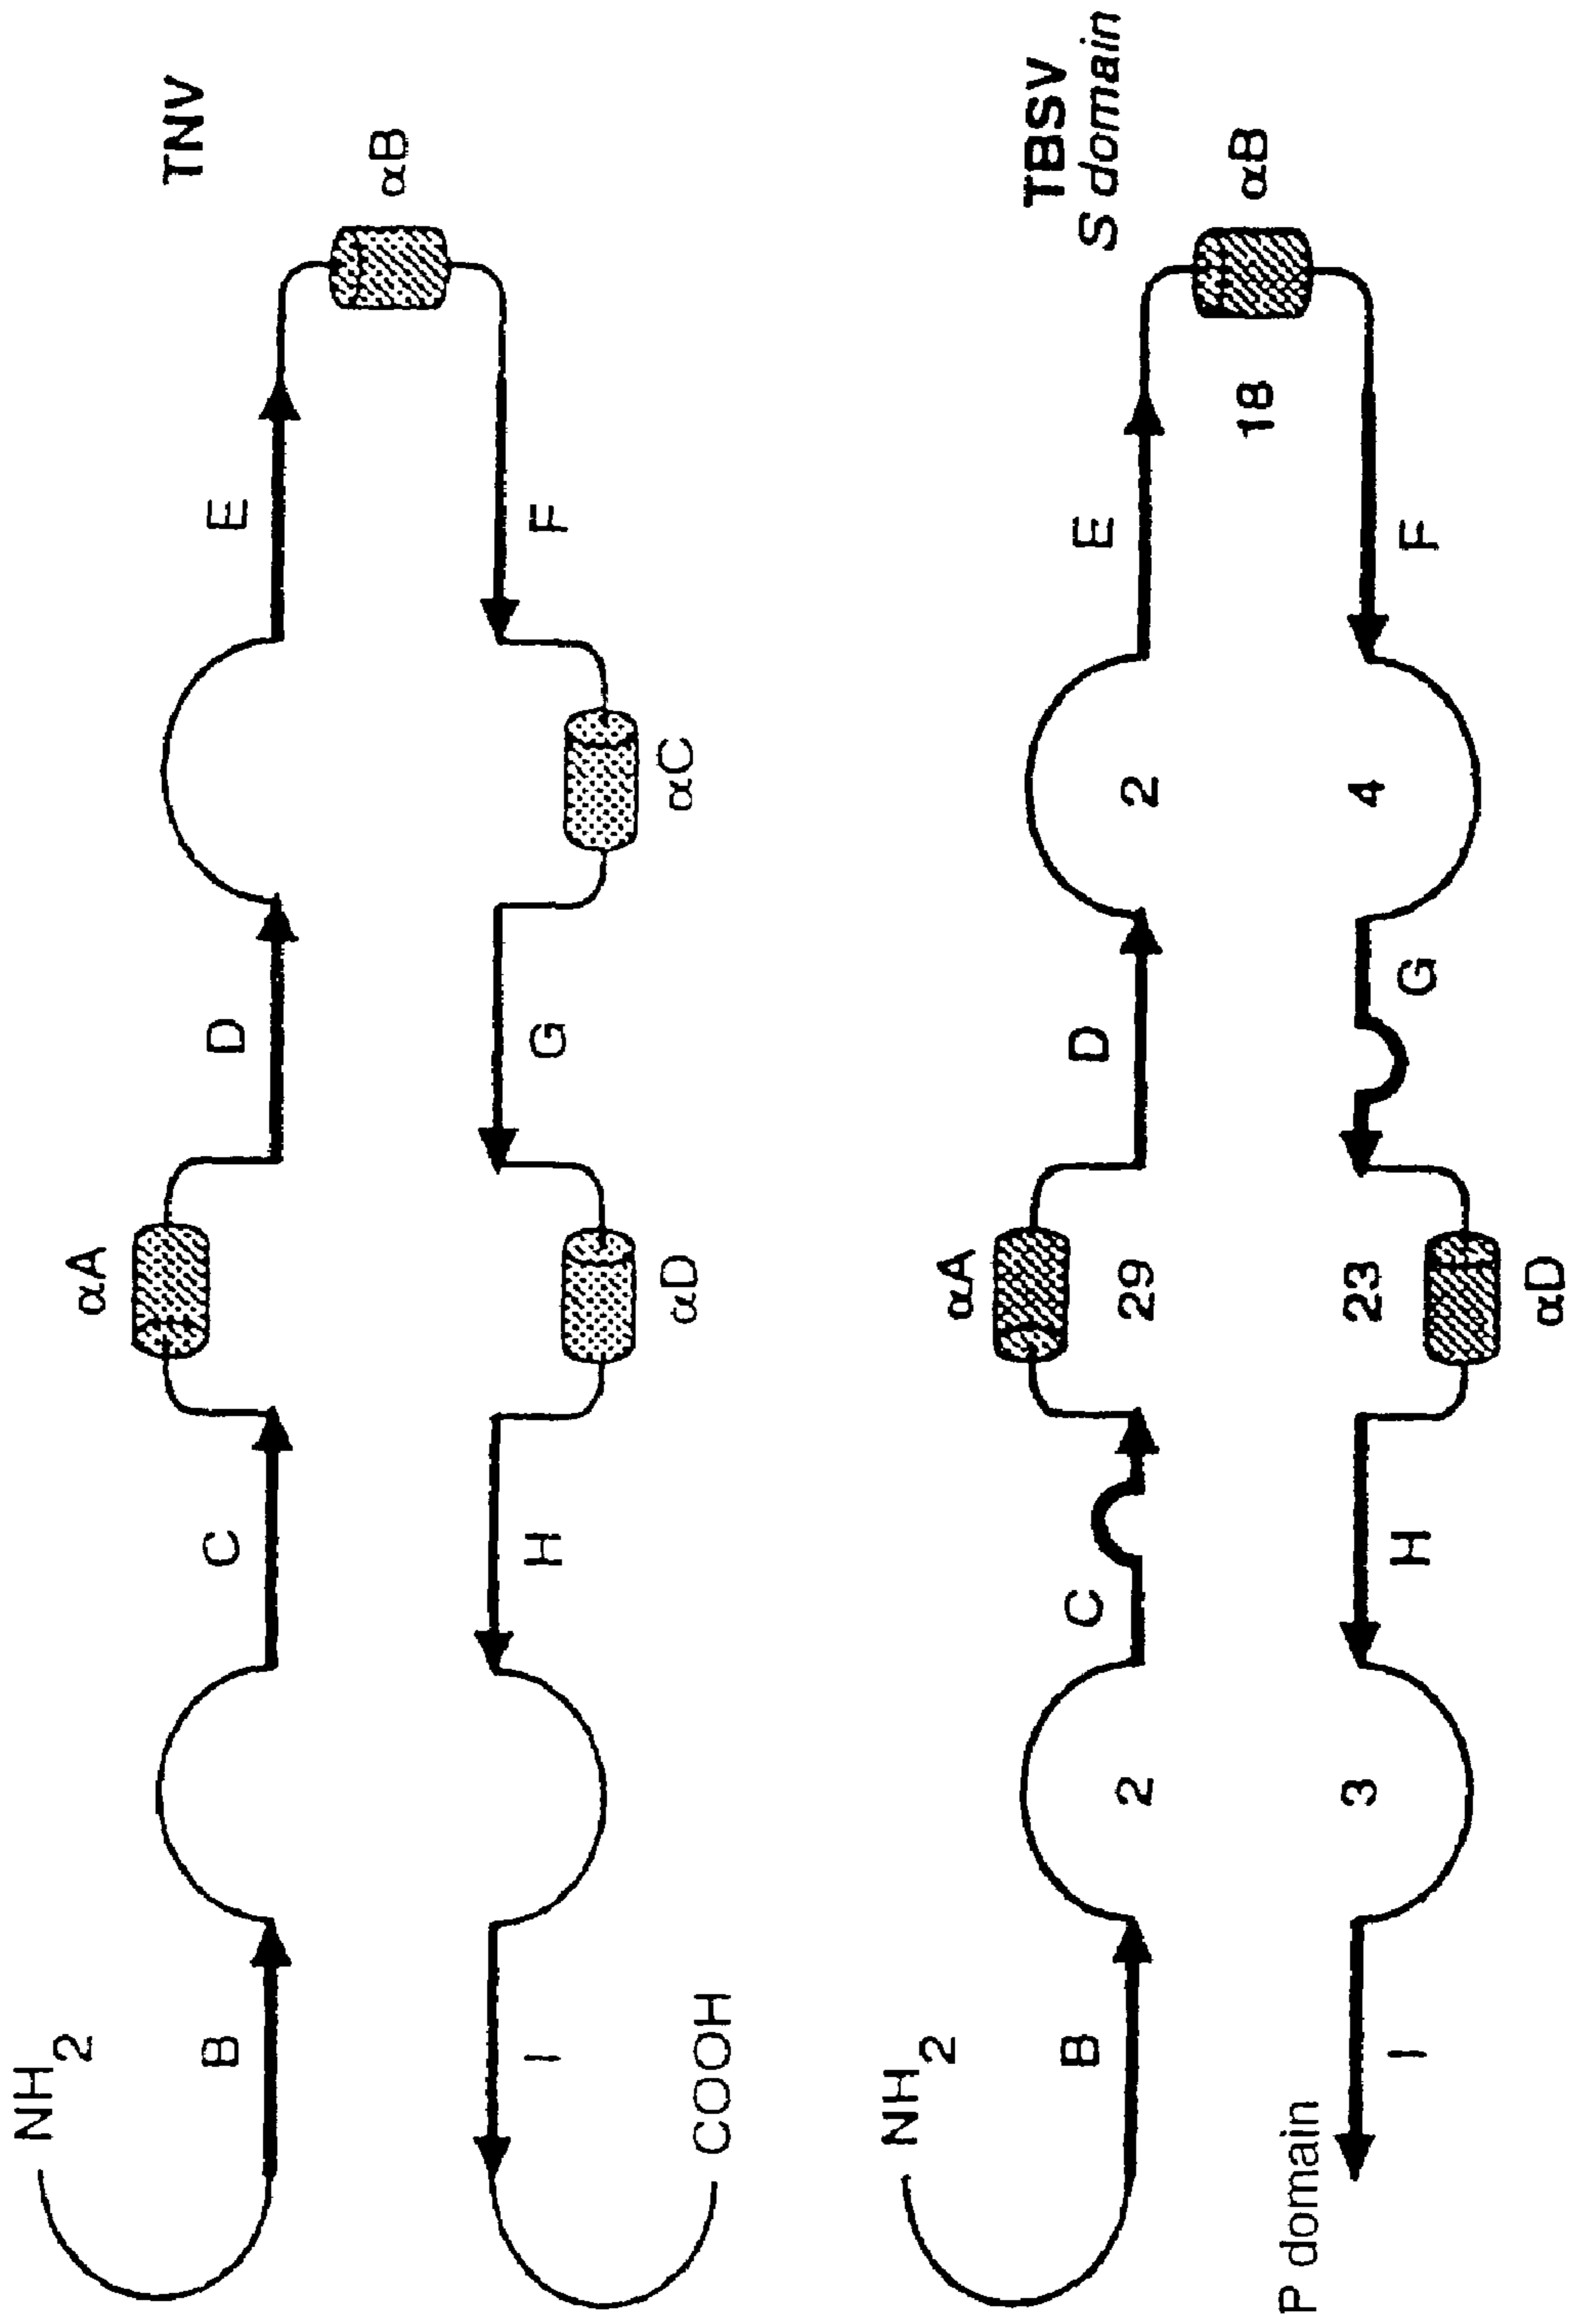 TNV
NH2
B
C
αA
D
E
αB
F
αC
G
αD
H
I
COOH
TBSV
S domain
NH2
B
2
C
αA
29
D
2
E
αB
18
F
4
G
23
αD
H
3
I
P domain